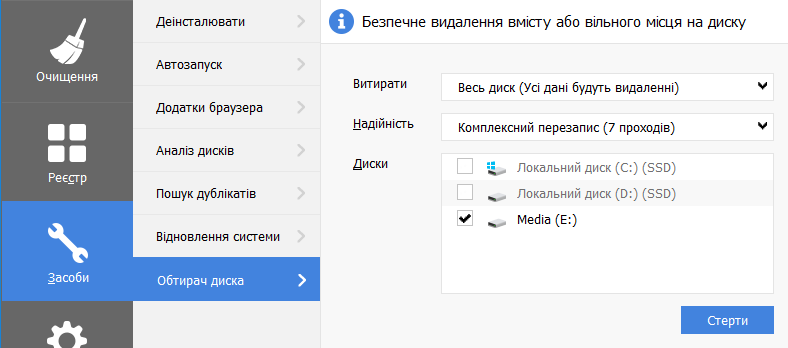 Очищення
Реєстр
Засоби
Деінсталювати
Автозапуск
Додатки браузера
Аналіз дисків
Пошук дублікатів
Відновлення системи
Обтирач диска
Безпечне видалення вмісту або вільного місця на диску
Витирати
Весь диск (Усі дані будуть видаленні)
Надійність
Комплексний перезапис (7 проходів)
Диски
Локальний диск (C:) (SSD)
Локальний диск (D:) (SSD)
Media (E:)
Стерти